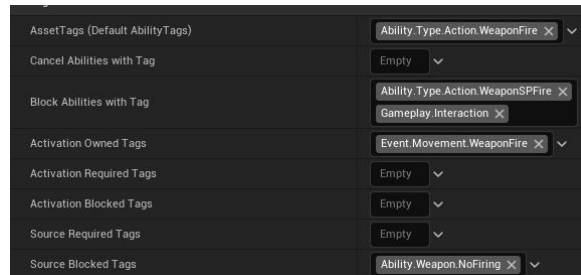 AssetTags (Default AbilityTags) Ability.Type.Action.WeaponFire
Cancel Abilities with Tag Empty
Block Abilities with Tag Ability.Type.Action.WeaponSPFire
Gameplay.Interaction
Activation Owned Tags Event.Movement.WeaponFire
Activation Required Tags Empty
Activation Blocked Tags Empty
Source Required Tags Empty
Source Blocked Tags Ability.Weapon.NoFiring